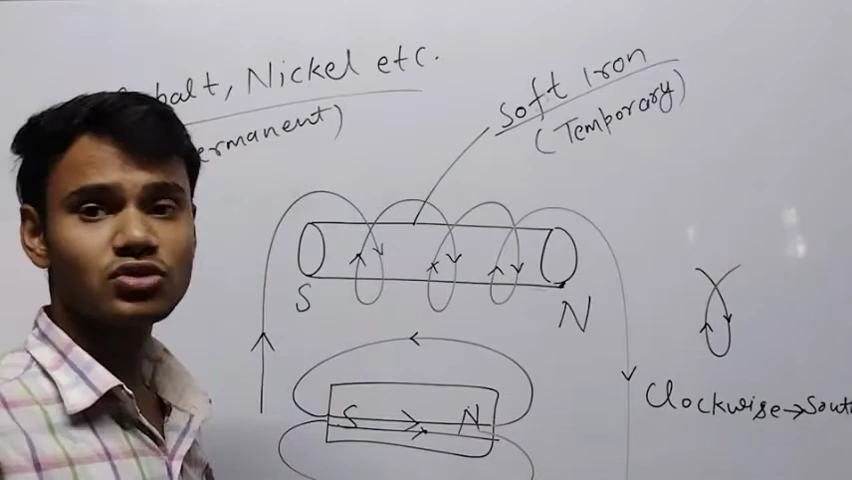 Nickel etc.
Soft Iron
(Temporary)
S
N
S N
Clockwise→